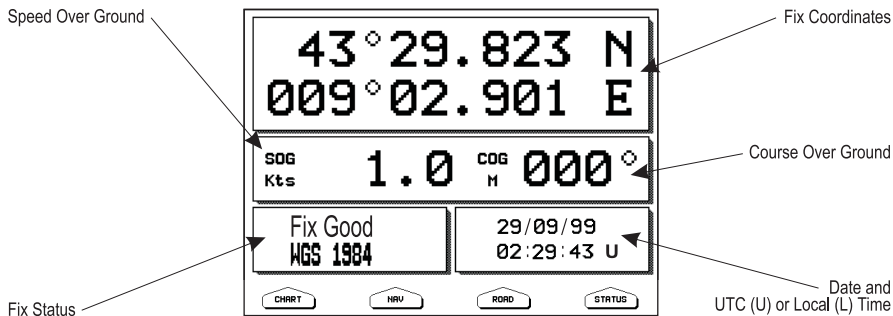 Speed Over Ground
Fix Coordinates
43°29.823 N
009°02.901 E
SOG Kts 1.0 COG M 000°
Course Over Ground
Fix Good
WGS 1984
29/09/99
02:29:43 U
Fix Status
Date and
UTC (U) or Local (L) Time
CHART NAV ROAD STATUS